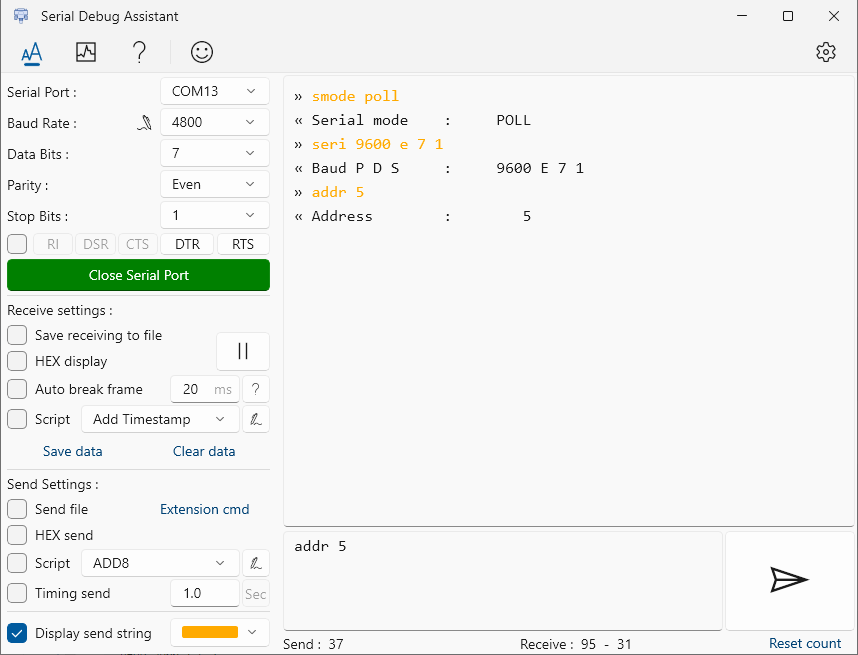 Serial Debug Assistant
Serial Port :
COM13
Baud Rate :
4800
Data Bits :
7
Parity :
Even
Stop Bits :
1
RI DSR CTS DTR RTS
Close Serial Port
Receive settings :
Save receiving to file
HEX display
Auto break frame 20 ms ?
Script Add Timestamp
Save data Clear data
Send Settings :
Send file Extension cmd
HEX send
Script ADD8
Timing send 1.0 Sec
Display send string
» smode poll
« Serial mode : POLL
» seri 9600 e 7 1
« Baud P D S : 9600 E 7 1
» addr 5
« Address : 5
addr 5
Send : 37 Receive : 95 - 31 Reset count